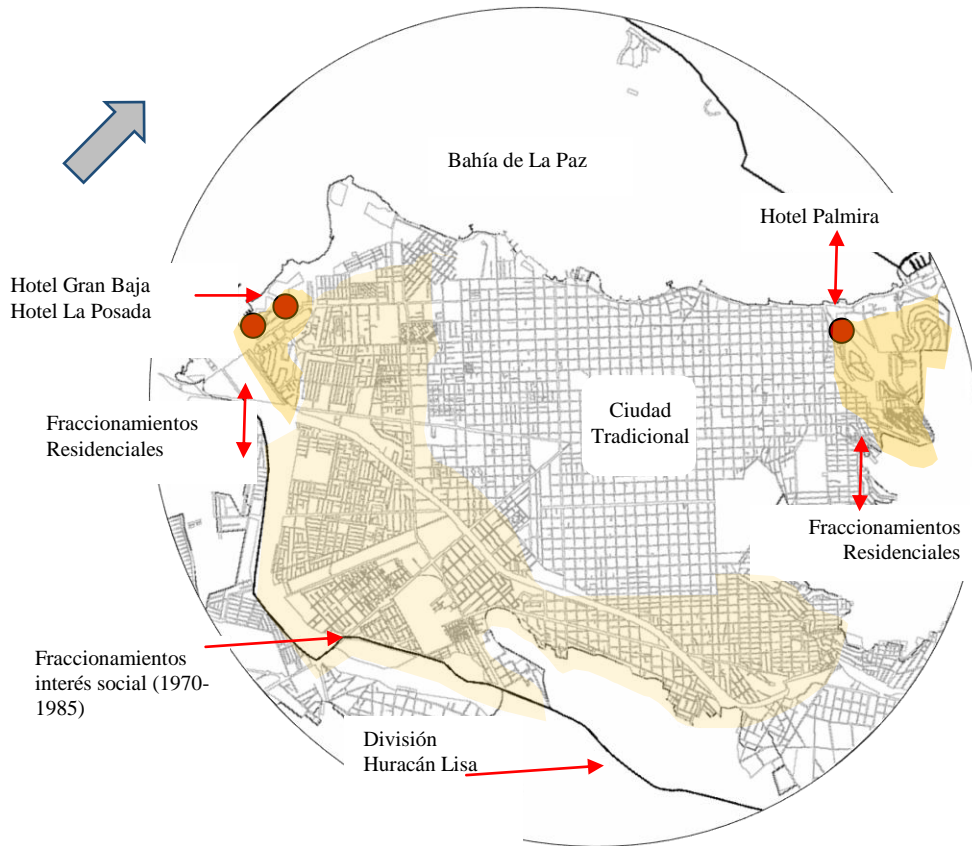 Bahía de La Paz
Hotel Palmira
Hotel Gran Baja
Hotel La Posada
Ciudad
Tradicional
Fraccionamientos
Residenciales
Fraccionamientos
Residenciales
Fraccionamientos
interés social (1970-
1985)
División
Huracán Lisa